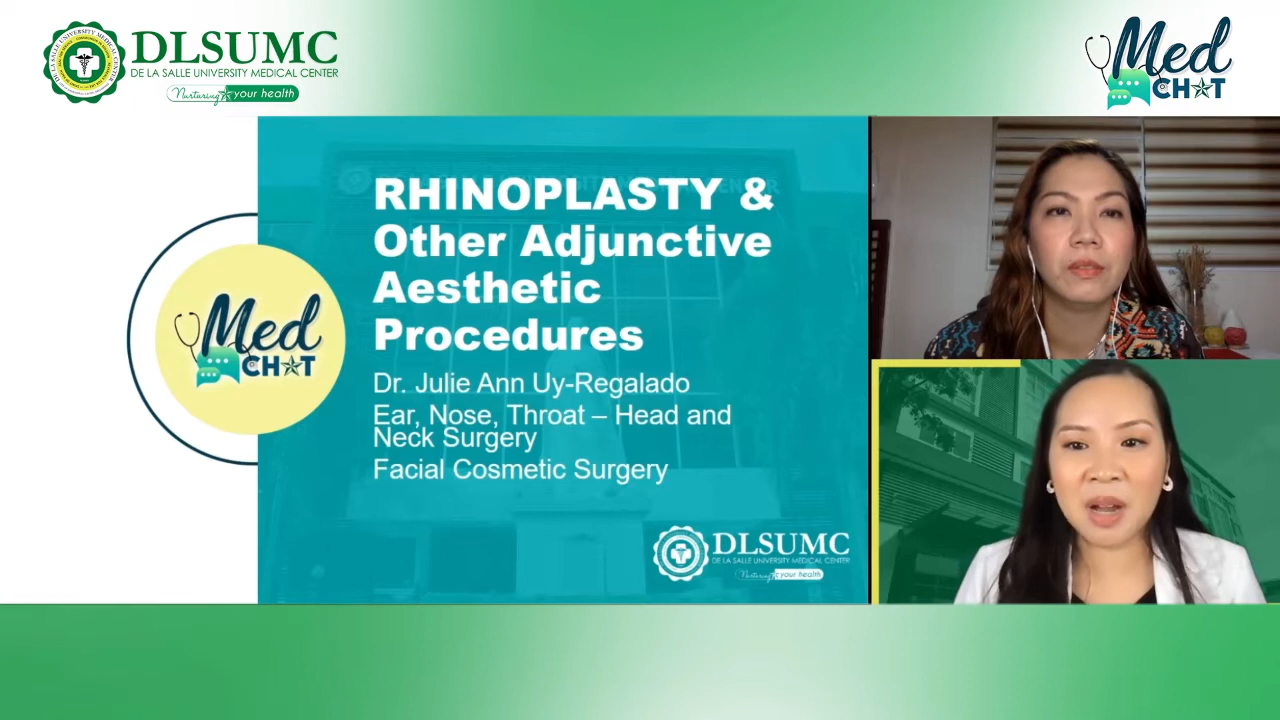 DLSUMC
DE LA SALLE UNIVERSITY MEDICAL CENTER
Nurturing your health
Med
CHAT
RHINOPLASTY &
Other Adjunctive
Aesthetic
Procedures
Dr. Julie Ann Uy-Regalado
Ear, Nose, Throat – Head and
Neck Surgery
Facial Cosmetic Surgery
Med
CHAT
DLSUMC
DE LA SALLE UNIVERSITY MEDICAL CENTER
Nurturing your health